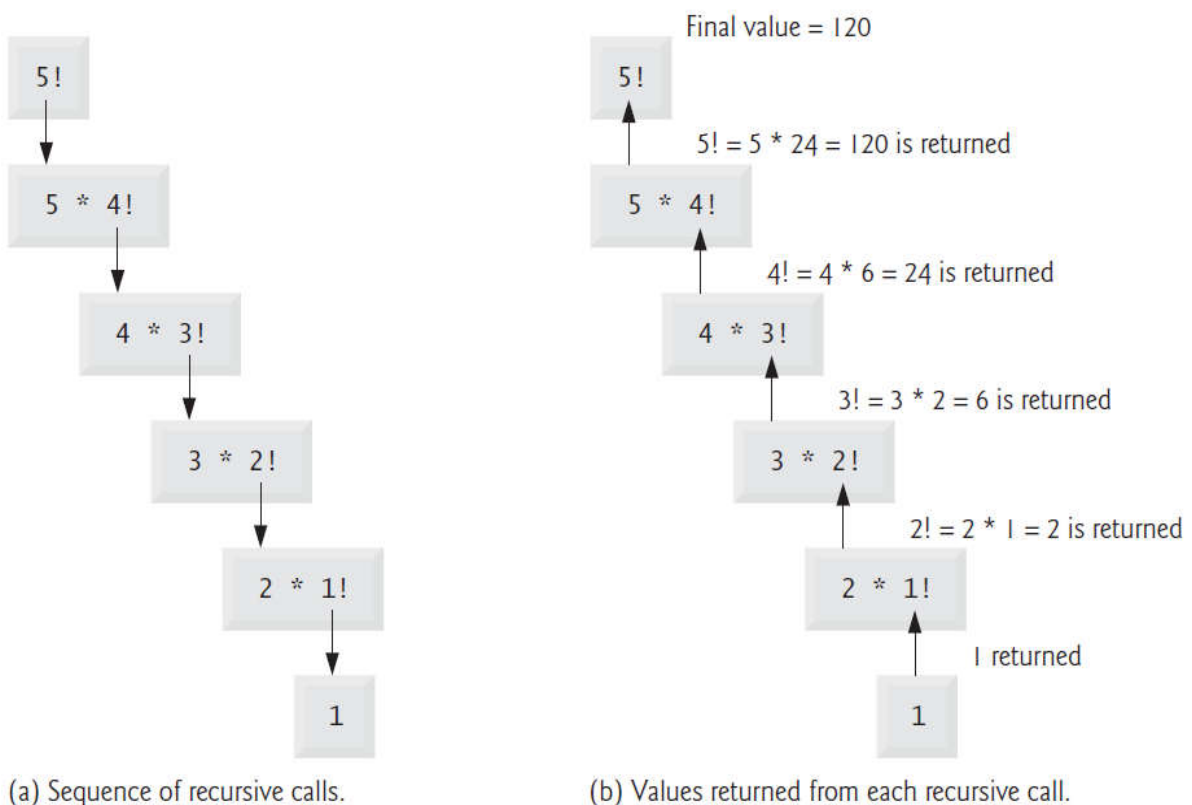 5!
5 * 4!
4 * 3!
3 * 2!
2 * 1!
1
(a) Sequence of recursive calls.
Final value = 120
5!
5! = 5 * 24 = 120 is returned
5 * 4!
4! = 4 * 6 = 24 is returned
4 * 3!
3! = 3 * 2 = 6 is returned
3 * 2!
2! = 2 * 1 = 2 is returned
2 * 1!
1 returned
1
(b) Values returned from each recursive call.